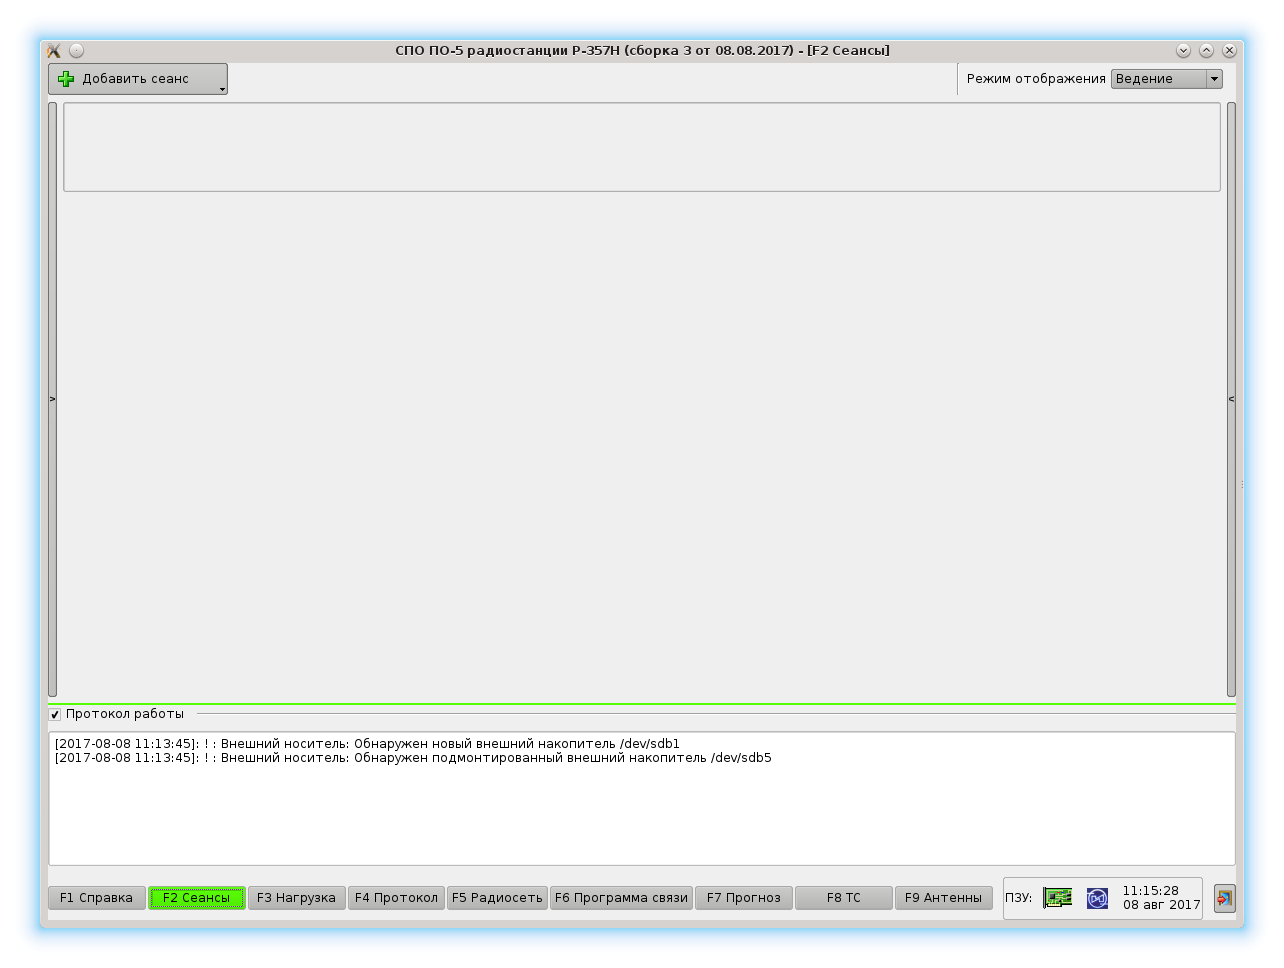 СПО ПО-5 радиостанции Р-357Н (сборка 3 от 08.08.2017) - [F2 Сеансы]
Добавить сеанс
Режим отображения Ведение
>
<
Протокол работы
[2017-08-08 11:13:45]: ! : Внешний носитель: Обнаружен новый внешний накопитель /dev/sdb1
[2017-08-08 11:13:45]: ! : Внешний носитель: Обнаружен подмонтированный внешний накопитель /dev/sdb5
F1 Справка F2 Сеансы F3 Нагрузка F4 Протокол F5 Радиосеть F6 Программа связи F7 Прогноз F8 ТС F9 Антенны
ПЗУ:
11:15:28
08 авг 2017